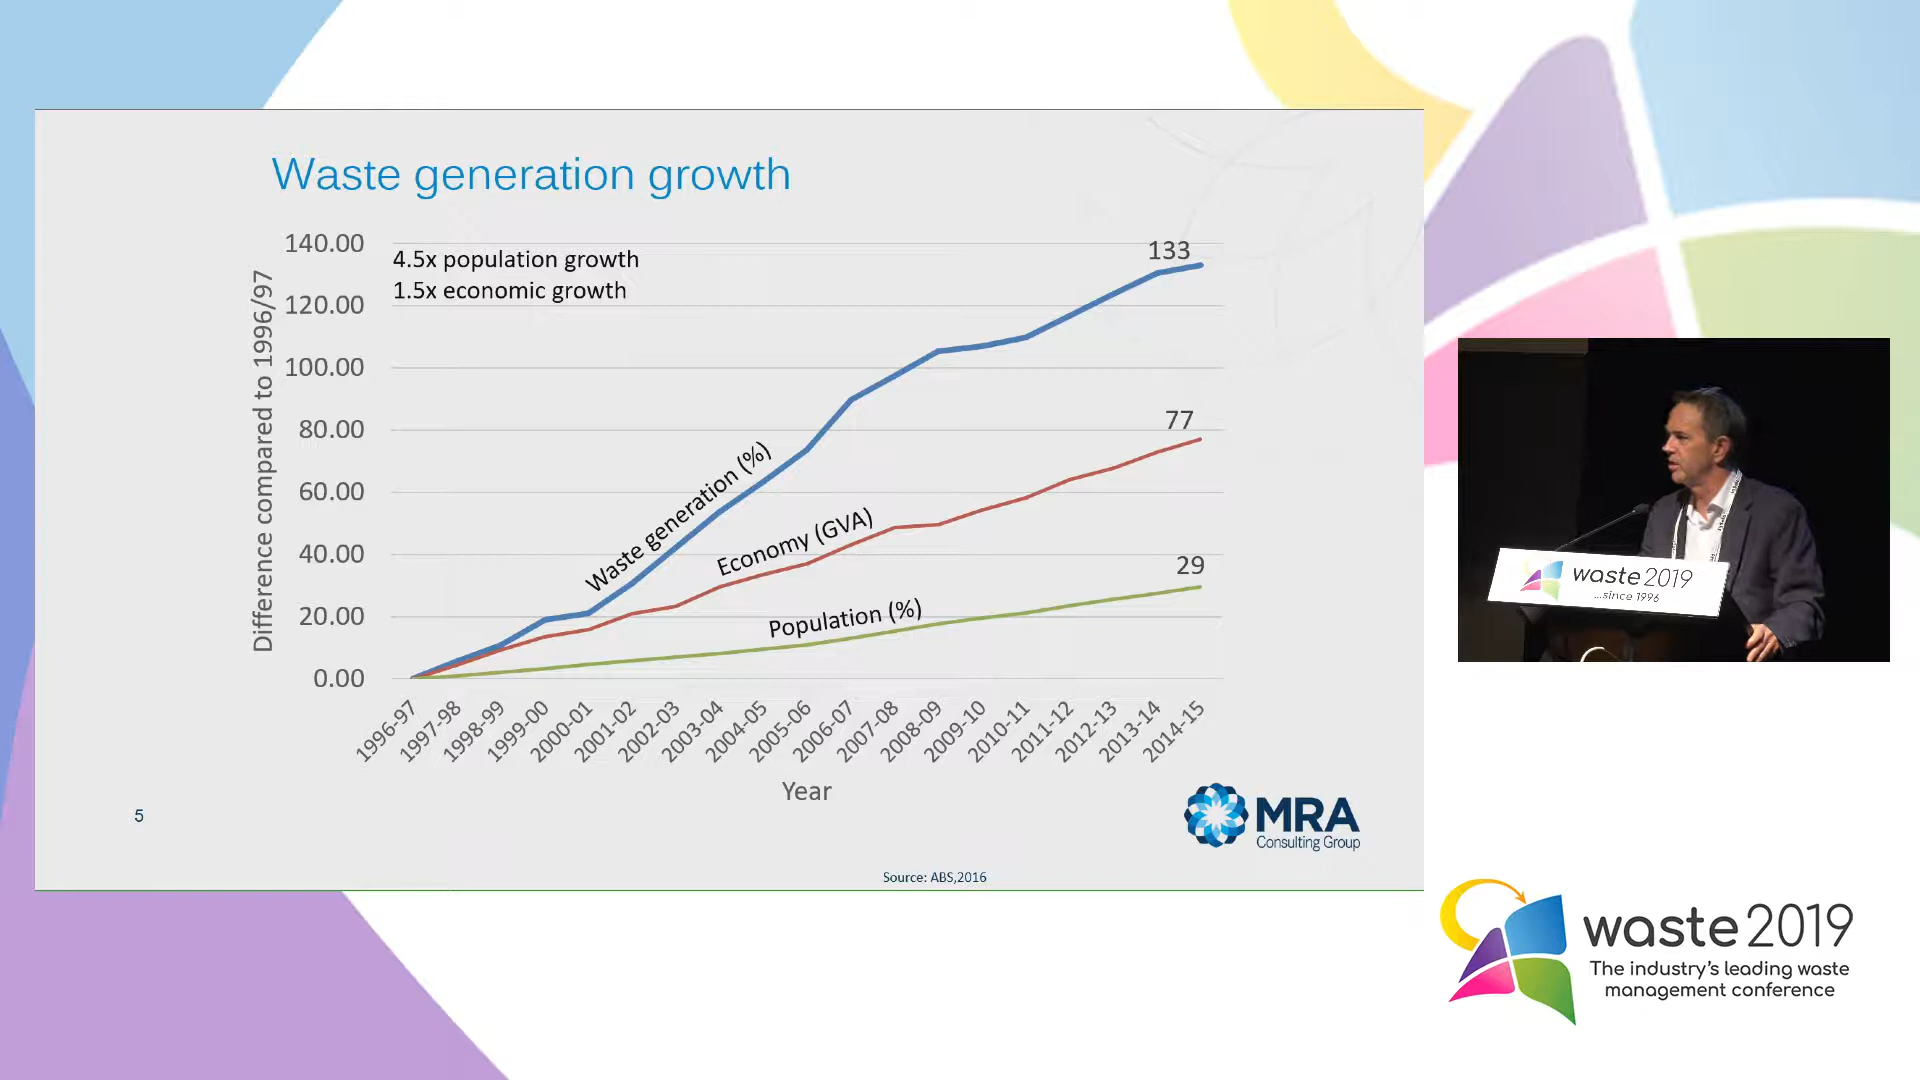 Waste generation growth
4.5x population growth
1.5x economic growth
Difference compared to 1996/97
140.00
120.00
100.00
80.00
60.00
40.00
20.00
0.00
133
77
29
Waste generation (%)
Economy (GVA)
Population (%)
1996-97
1997-98
1998-99
1999-00
2000-01
2001-02
2002-03
2003-04
2004-05
2005-06
2006-07
2007-08
2008-09
2009-10
2010-11
2011-12
2012-13
2013-14
2014-15
Year
5
MRA
Consulting Group
Source: ABS,2016
waste 2019
...since 1996
waste 2019
The industry's leading waste
management conference